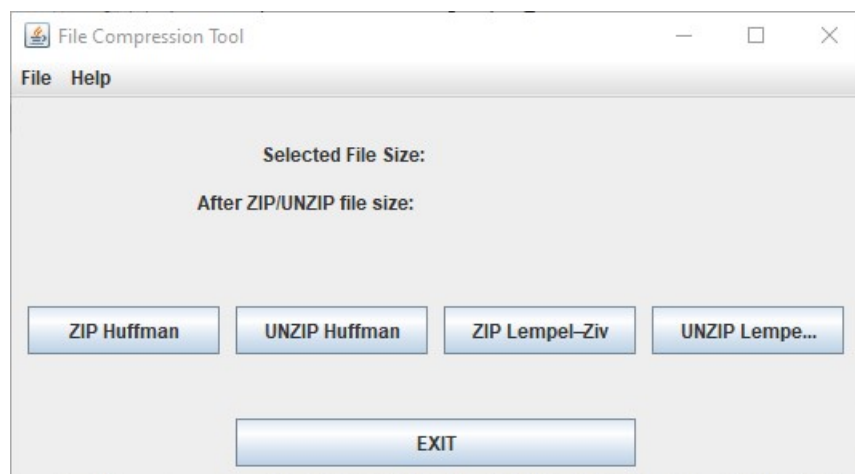 File Compression Tool
File Help
Selected File Size:
After ZIP/UNZIP file size:
ZIP Huffman UNZIP Huffman ZIP Lempel–Ziv UNZIP Lempe...
EXIT